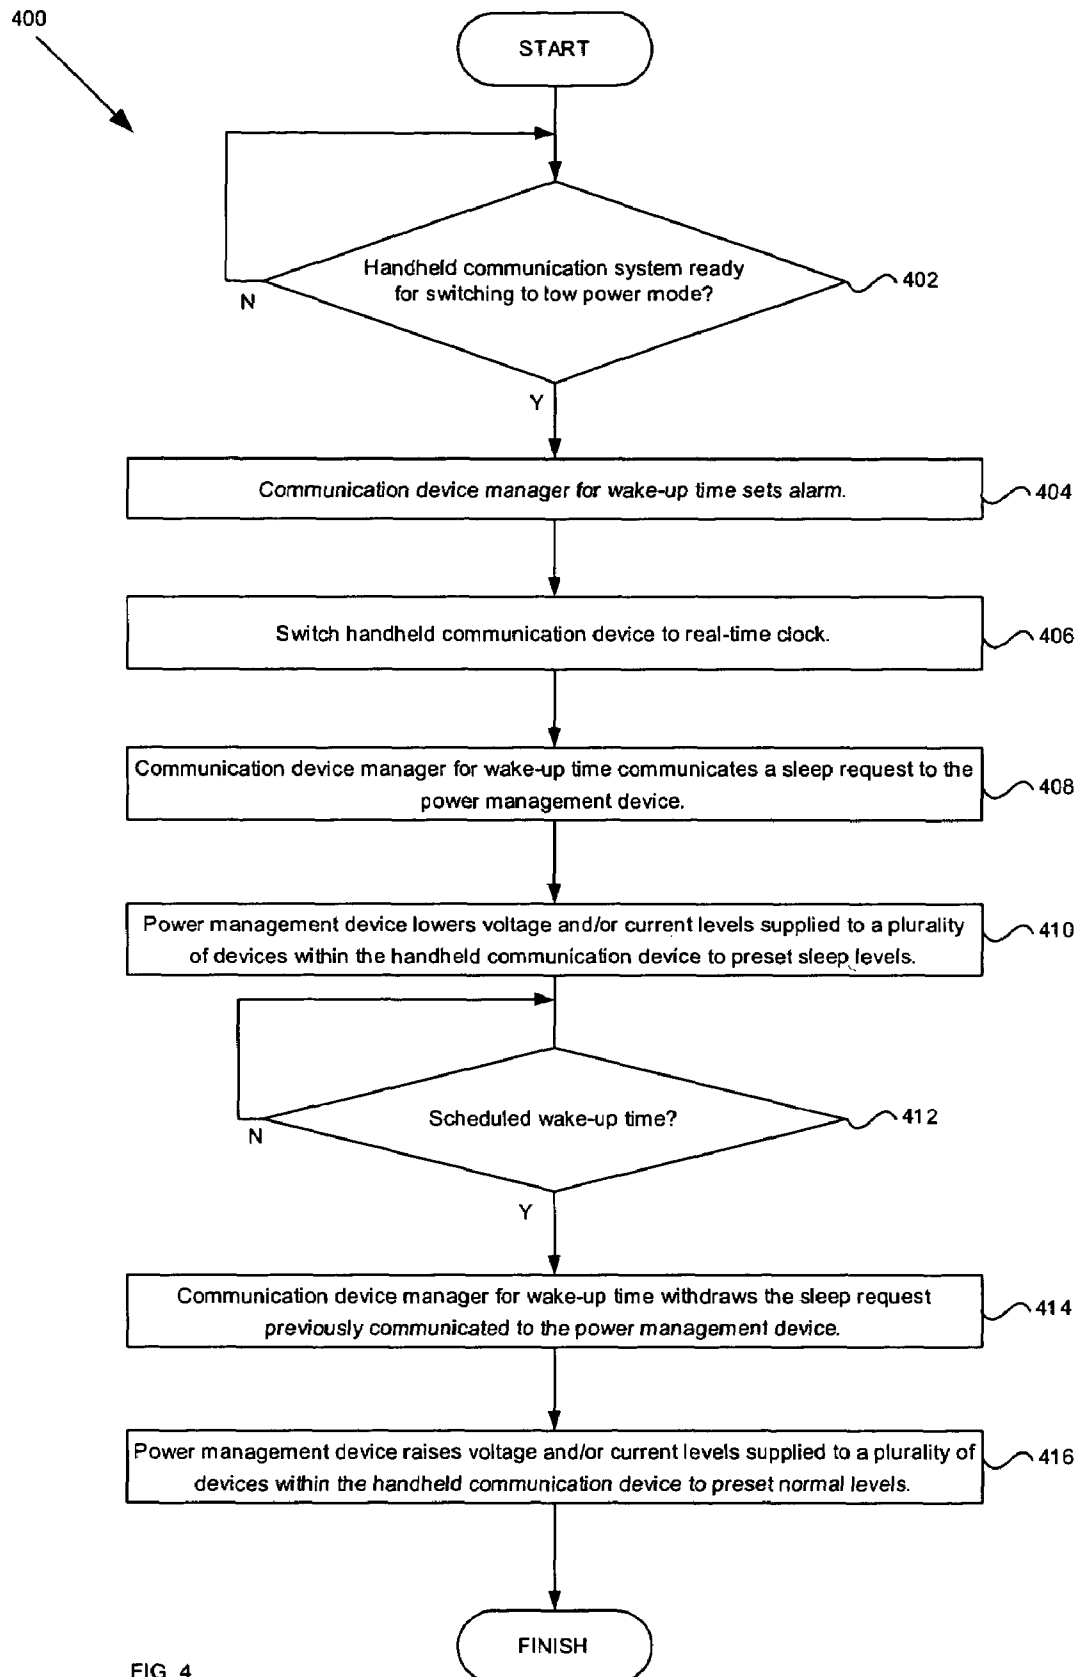 400
START
Handheld communication system ready
for switching to low power mode?
402
N
Y
Communication device manager for wake-up time sets alarm.
404
Switch handheld communication device to real-time clock.
406
Communication device manager for wake-up time communicates a sleep request to the
power management device.
408
Power management device lowers voltage and/or current levels supplied to a plurality
of devices within the handheld communication device to preset sleep levels.
410
Scheduled wake-up time?
412
N
Y
Communication device manager for wake-up time withdraws the sleep request
previously communicated to the power management device.
414
Power management device raises voltage and/or current levels supplied to a plurality of
devices within the handheld communication device to preset normal levels.
416
FINISH
FIG. 4